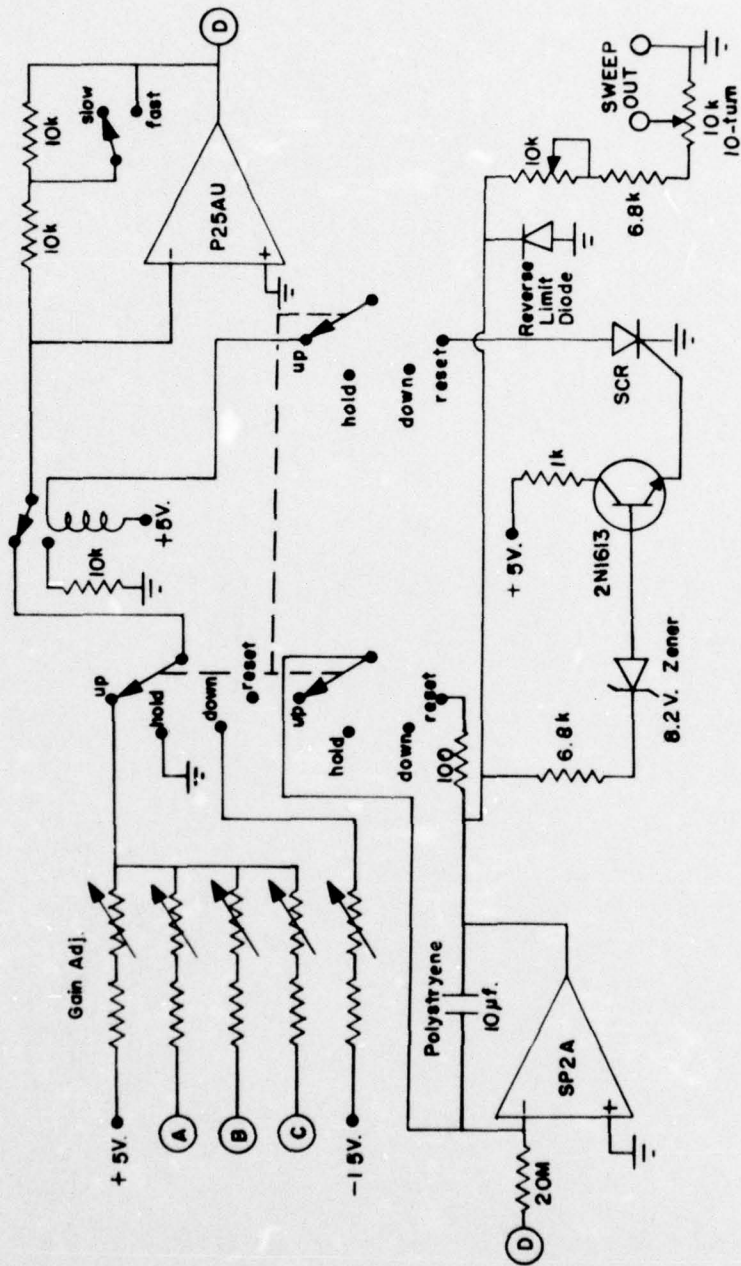 Gain Adj.
+5V.
A
B
C
-15V.
up
hold
down
reset
10k
+5V.
10k
10k
slow
fast
P25AU
-
+
D
up
hold
down
reset
up
hold
down
reset
100
Polystryene
10μf.
D
20M
SP2A
-
+
6.8k
8.2 V. Zener
2N1613
+5V.
1k
SCR
Reverse
Limit
Diode
10k
6.8k
SWEEP
OUT
10k
10-turn